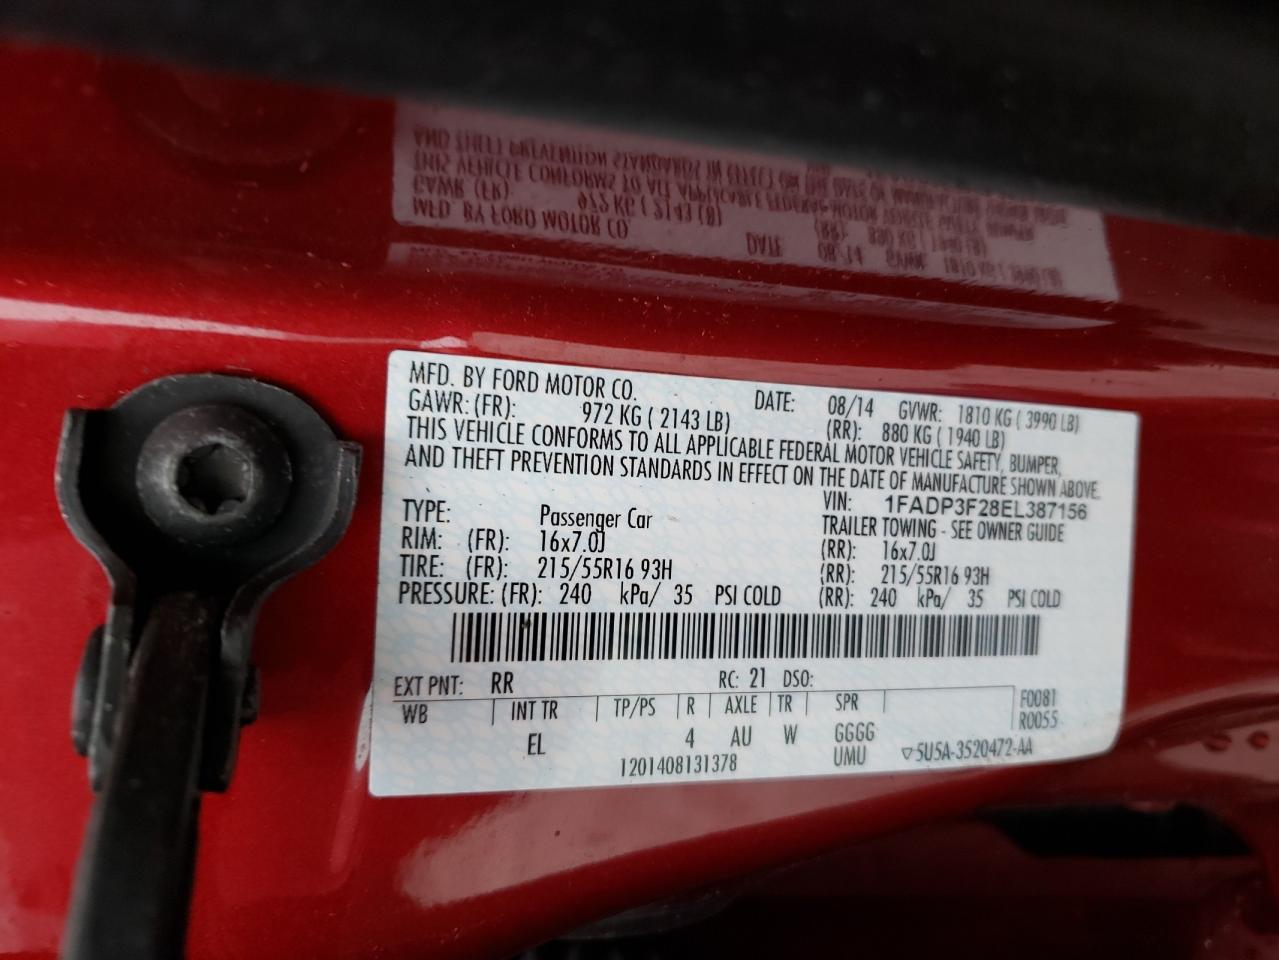 MFD. BY FORD MOTOR CO. DATE: 08/14 GVWR: 1810 KG ( 3990 LB)
GAWR: (FR): 972 KG ( 2143 LB) (RR): 880 KG ( 1940 LB)
THIS VEHICLE CONFORMS TO ALL APPLICABLE FEDERAL MOTOR VEHICLE SAFETY, BUMPER,
AND THEFT PREVENTION STANDARDS IN EFFECT ON THE DATE OF MANUFACTURE SHOWN ABOVE.
VIN: 1FADP3F28EL387156
TYPE: Passenger Car TRAILER TOWING - SEE OWNER GUIDE
RIM: (FR): 16x7.0J (RR): 16x7.0J
TIRE: (FR): 215/55R16 93H (RR): 215/55R16 93H
PRESSURE: (FR): 240 kPa/ 35 PSI COLD (RR): 240 kPa/ 35 PSI COLD
EXT PNT: RR RC: 21 DSO:
WB INT TR TP/PS R AXLE TR SPR F0081
R0055
EL 4 AU W GGGG
UMU ▽5U5A-3520472-AA
1201408131378